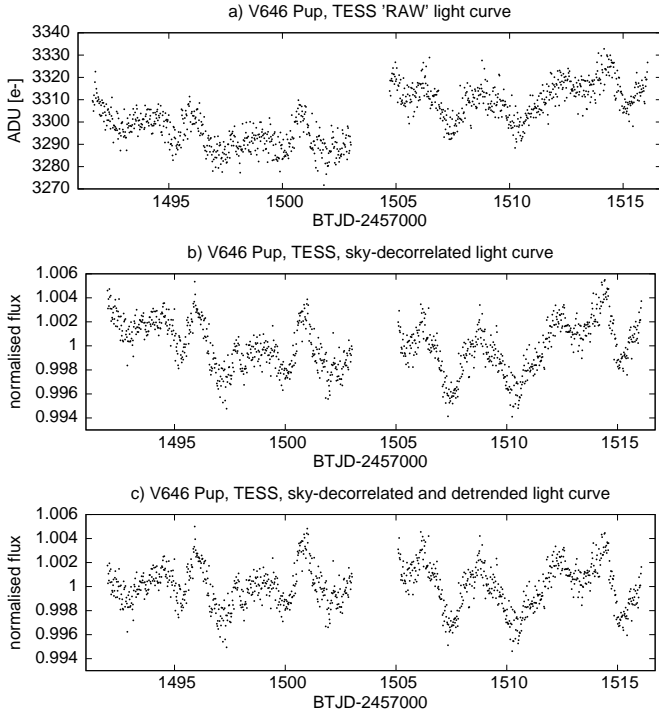 a) V646 Pup, TESS 'RAW' light curve
3340
3330
3320
3310
3300
3290
3280
3270
ADU [e-]
1495 1500 1505 1510 1515
BTJD-2457000
b) V646 Pup, TESS, sky-decorrelated light curve
1.006
1.004
1.002
1
0.998
0.996
0.994
normalised flux
1495 1500 1505 1510 1515
BTJD-2457000
c) V646 Pup, TESS, sky-decorrelated and detrended light curve
1.006
1.004
1.002
1
0.998
0.996
0.994
normalised flux
1495 1500 1505 1510 1515
BTJD-2457000